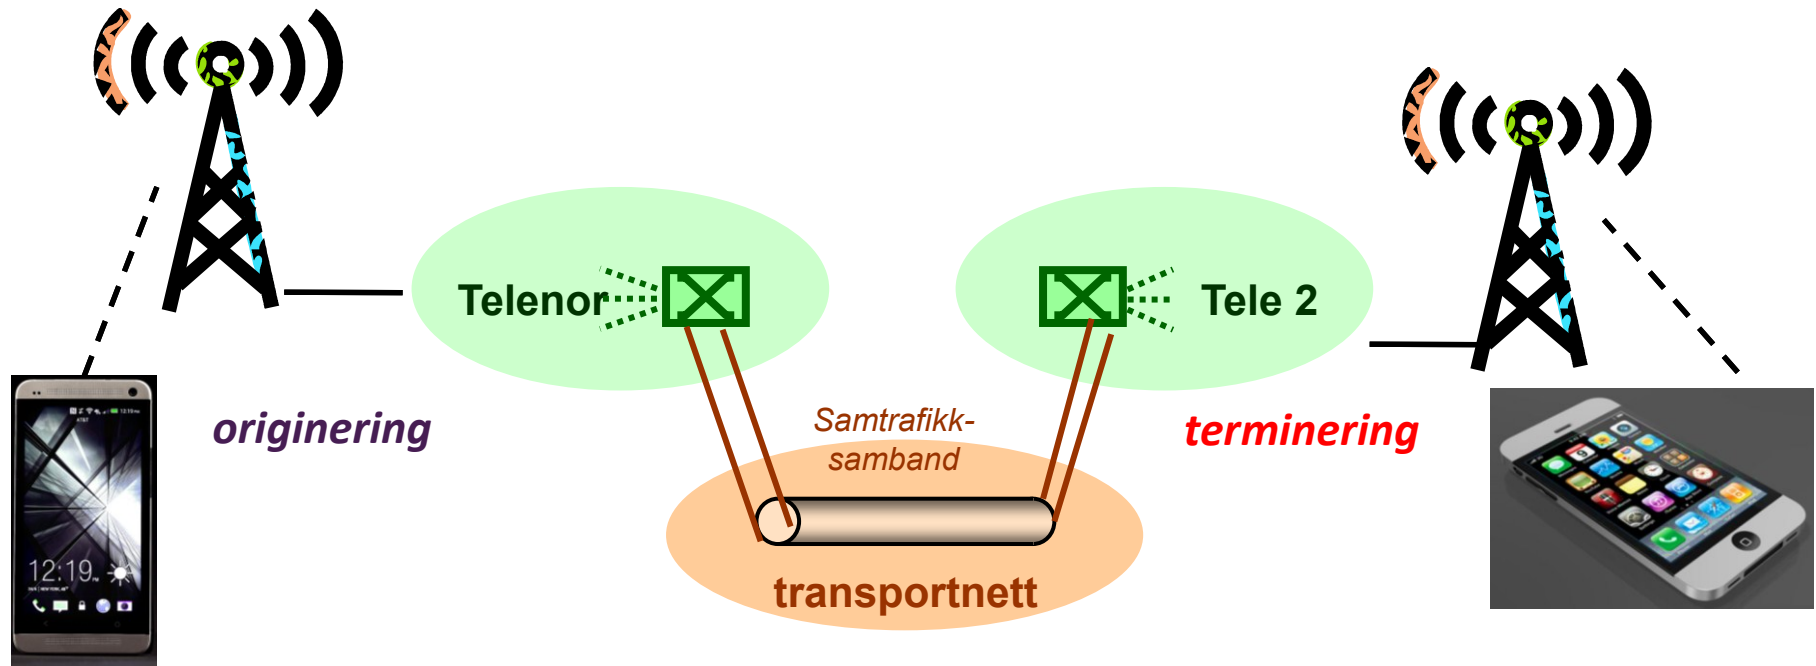 Telenor
Tele 2
originering
Samtrafikk-
samband
terminering
transportnett
12:19